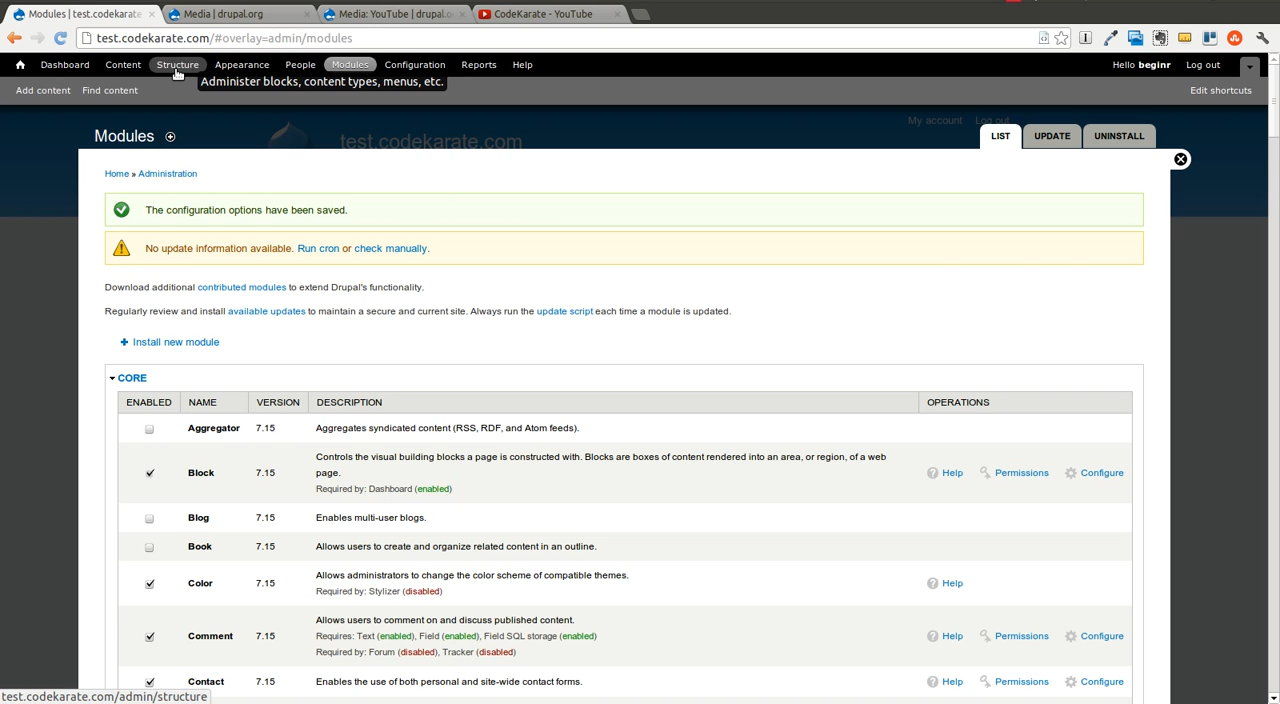 Modules | test.codekarate
Media | drupal.org
Media: YouTube | drupal.o
CodeKarate - YouTube
test.codekarate.com/#overlay=admin/modules
Dashboard Content Structure Appearance People Modules Configuration Reports Help
Hello beginr Log out
Administer blocks, content types, menus, etc.
Add content Find content
Edit shortcuts
My account Log out
Modules
test.codekarate.com
LIST UPDATE UNINSTALL
Home » Administration
The configuration options have been saved.
No update information available. Run cron or check manually.
Download additional contributed modules to extend Drupal's functionality.
Regularly review and install available updates to maintain a secure and current site. Always run the update script each time a module is updated.
+ Install new module
CORE
ENABLED NAME VERSION DESCRIPTION OPERATIONS
Aggregator 7.15 Aggregates syndicated content (RSS, RDF, and Atom feeds).
Block 7.15 Controls the visual building blocks a page is constructed with. Blocks are boxes of content rendered into an area, or region, of a web
page.
Required by: Dashboard (enabled)
Help Permissions Configure
Blog 7.15 Enables multi-user blogs.
Book 7.15 Allows users to create and organize related content in an outline.
Color 7.15 Allows administrators to change the color scheme of compatible themes.
Required by: Stylizer (disabled)
Help
Comment 7.15 Allows users to comment on and discuss published content.
Requires: Text (enabled), Field (enabled), Field SQL storage (enabled)
Required by: Forum (disabled), Tracker (disabled)
Help Permissions Configure
Contact 7.15 Enables the use of both personal and site-wide contact forms.
Help Permissions Configure
test.codekarate.com/admin/structure